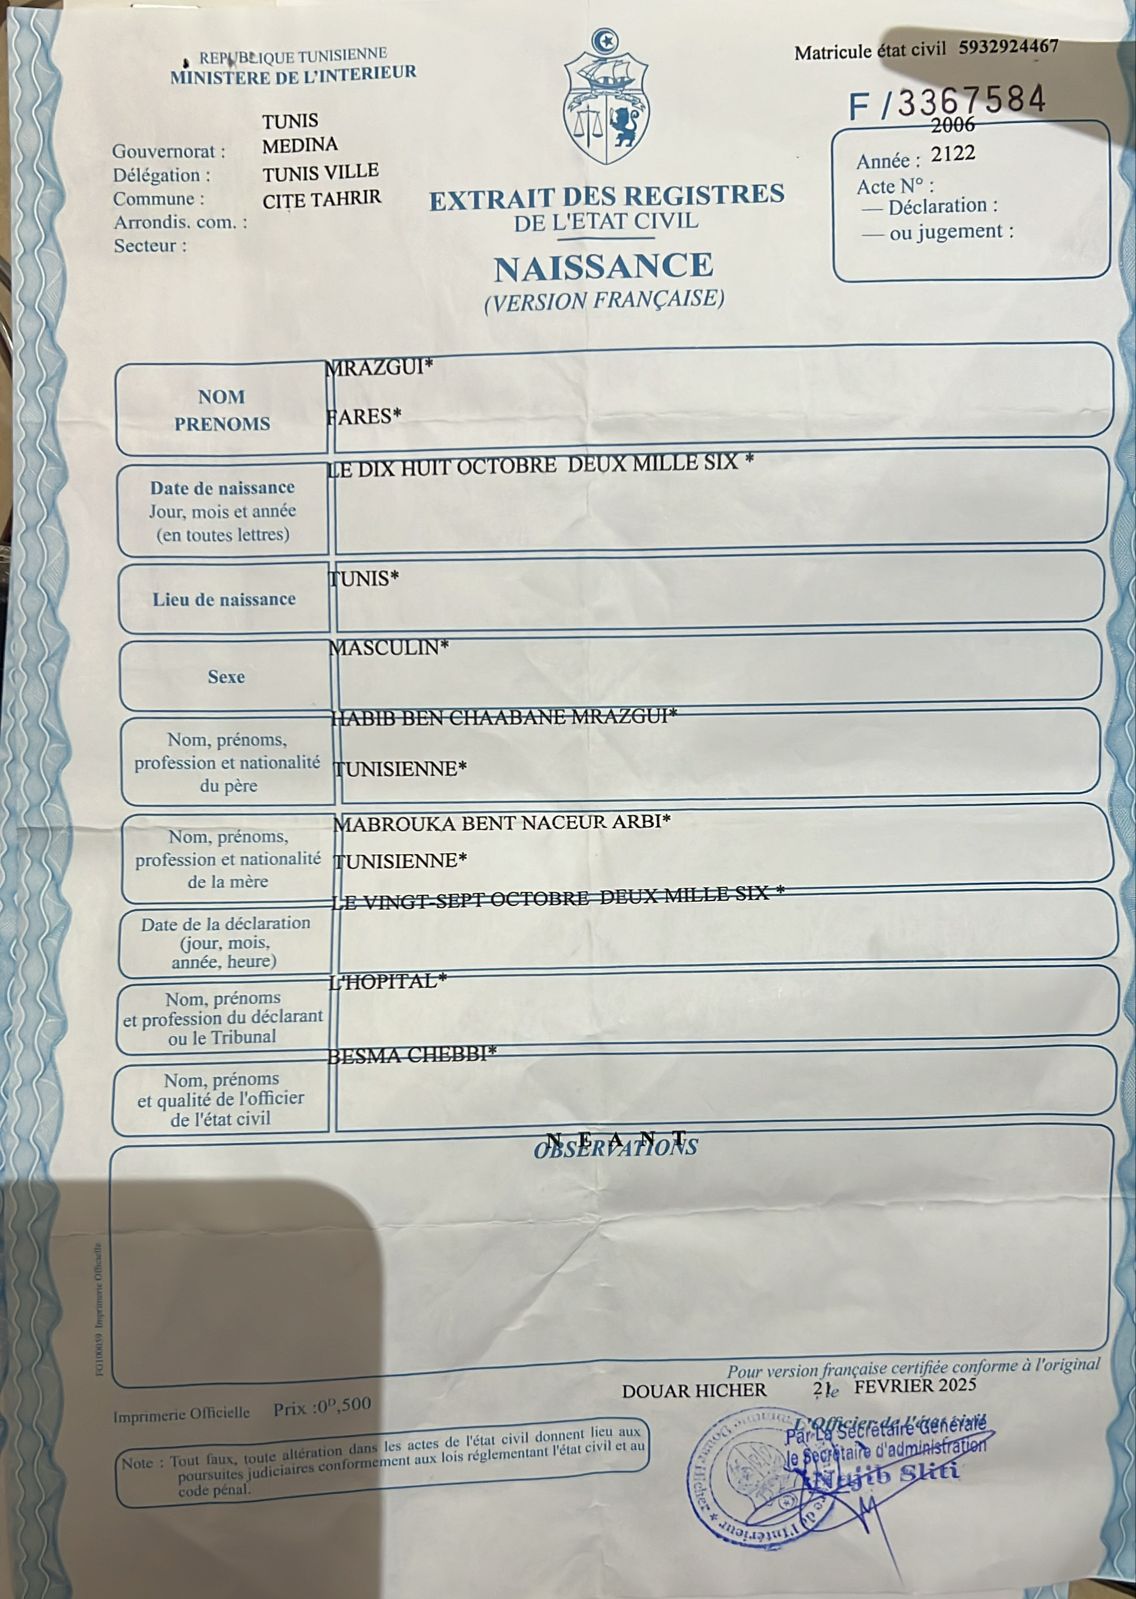 REPUBLIQUE TUNISIENNE
MINISTERE DE L'INTERIEUR
Matricule état civil 5932924467
F/3367584
TUNIS
Gouvernorat : MEDINA
Délégation : TUNIS VILLE
Commune : CITE TAHRIR
Arrondis. com. :
Secteur :
2006
Année : 2122
Acte N° :
— Déclaration :
— ou jugement :
EXTRAIT DES REGISTRES
DE L'ETAT CIVIL
NAISSANCE
(VERSION FRANÇAISE)
NOM
PRENOMS
MRAZGUI*
FARES*
Date de naissance
Jour, mois et année
(en toutes lettres)
LE DIX HUIT OCTOBRE DEUX MILLE SIX *
Lieu de naissance
TUNIS*
Sexe
MASCULIN*
Nom, prénoms,
profession et nationalité
du père
HABIB BEN CHAABANE MRAZGUI*
TUNISIENNE*
Nom, prénoms,
profession et nationalité
de la mère
MABROUKA BENT NACEUR ARBI*
TUNISIENNE*
Date de la déclaration
(jour, mois,
année, heure)
LE VINGT-SEPT OCTOBRE DEUX MILLE SIX *
Nom, prénoms
et profession du déclarant
ou le Tribunal
L'HOPITAL*
Nom, prénoms
et qualité de l'officier
de l'état civil
BESMA CHEBBI*
N E A N T
OBSERVATIONS
FG100039 Imprimerie Officielle
Pour version française certifiée conforme à l'original
DOUAR HICHER 21 le FEVRIER 2025
Imprimerie Officielle Prix :0ᴰ,500
L'Officier de l'état civil
Par La Secrétaire Générale
le Secrétaire d'administration
Najib Sliti
Note : Tout faux, toute altération dans les actes de l'état civil donnent lieu aux
poursuites judiciaires conformement aux lois réglementant l'état civil et au
code pénal.